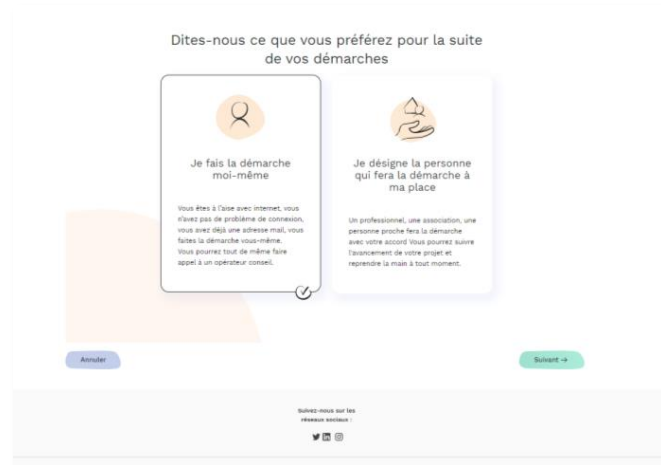 Dites-nous ce que vous préférez pour la suite
de vos démarches
Je fais la démarche
moi-même
Vous êtes à l'aise avec internet, vous
n'avez pas de problème de connexion,
vous avez déjà une adresse mail, vous
faites la démarche vous-même.
Vous pourrez tout de même faire
appel à un opérateur conseil.
Je désigne la personne
qui fera la démarche à
ma place
Un professionnel, une association, une
personne proche fera la démarche
avec votre accord Vous pourrez suivre
l'avancement de votre projet et
reprendre la main à tout moment.
Annuler
Suivant →
Suivez-nous sur les
réseaux sociaux :